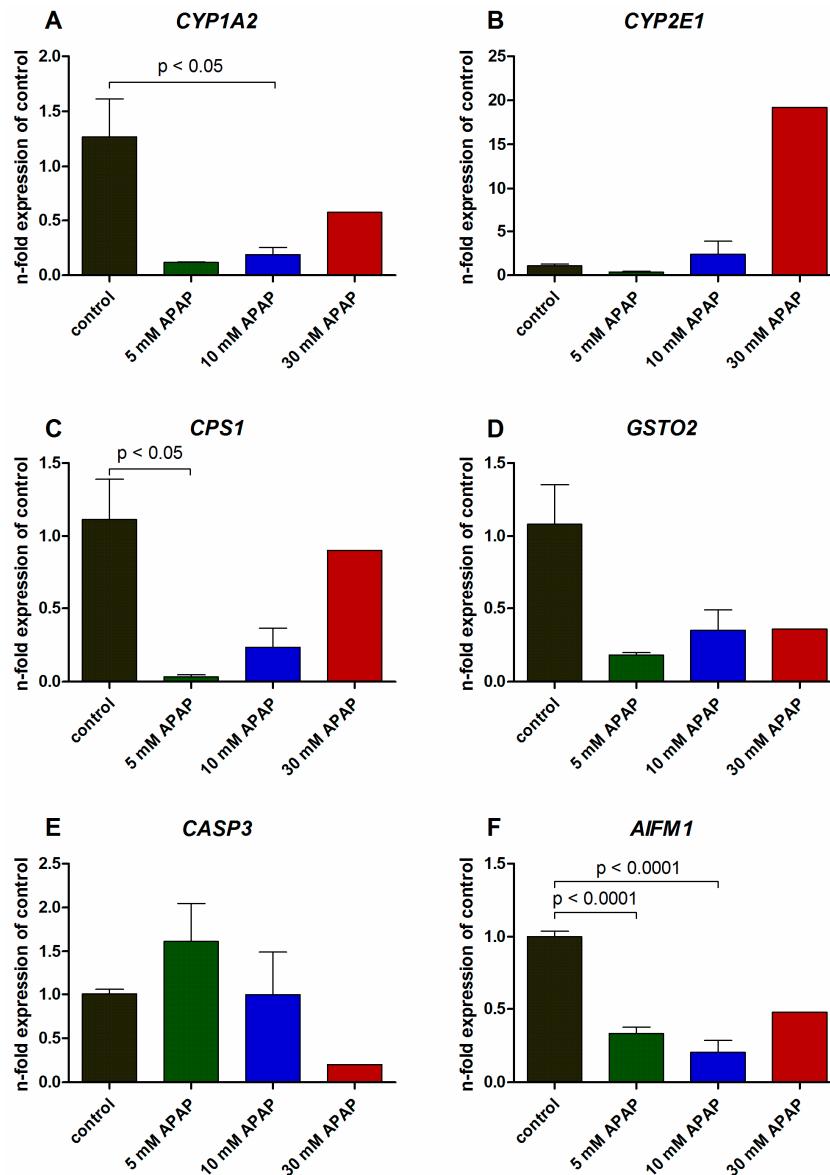 A
CYP1A2
n-fold expression of control
2.0
1.5
1.0
0.5
0.0
p < 0.05
control
5 mM APAP
10 mM APAP
30 mM APAP
B
CYP2E1
n-fold expression of control
25
20
15
10
5
0
control
5 mM APAP
10 mM APAP
30 mM APAP
C
CPS1
n-fold expression of control
1.5
1.0
0.5
0.0
p < 0.05
control
5 mM APAP
10 mM APAP
30 mM APAP
D
GSTO2
n-fold expression of control
1.5
1.0
0.5
0.0
control
5 mM APAP
10 mM APAP
30 mM APAP
E
CASP3
n-fold expression of control
2.5
2.0
1.5
1.0
0.5
0.0
control
5 mM APAP
10 mM APAP
30 mM APAP
F
AIFM1
n-fold expression of control
1.5
1.0
0.5
0.0
p < 0.0001
p < 0.0001
control
5 mM APAP
10 mM APAP
30 mM APAP